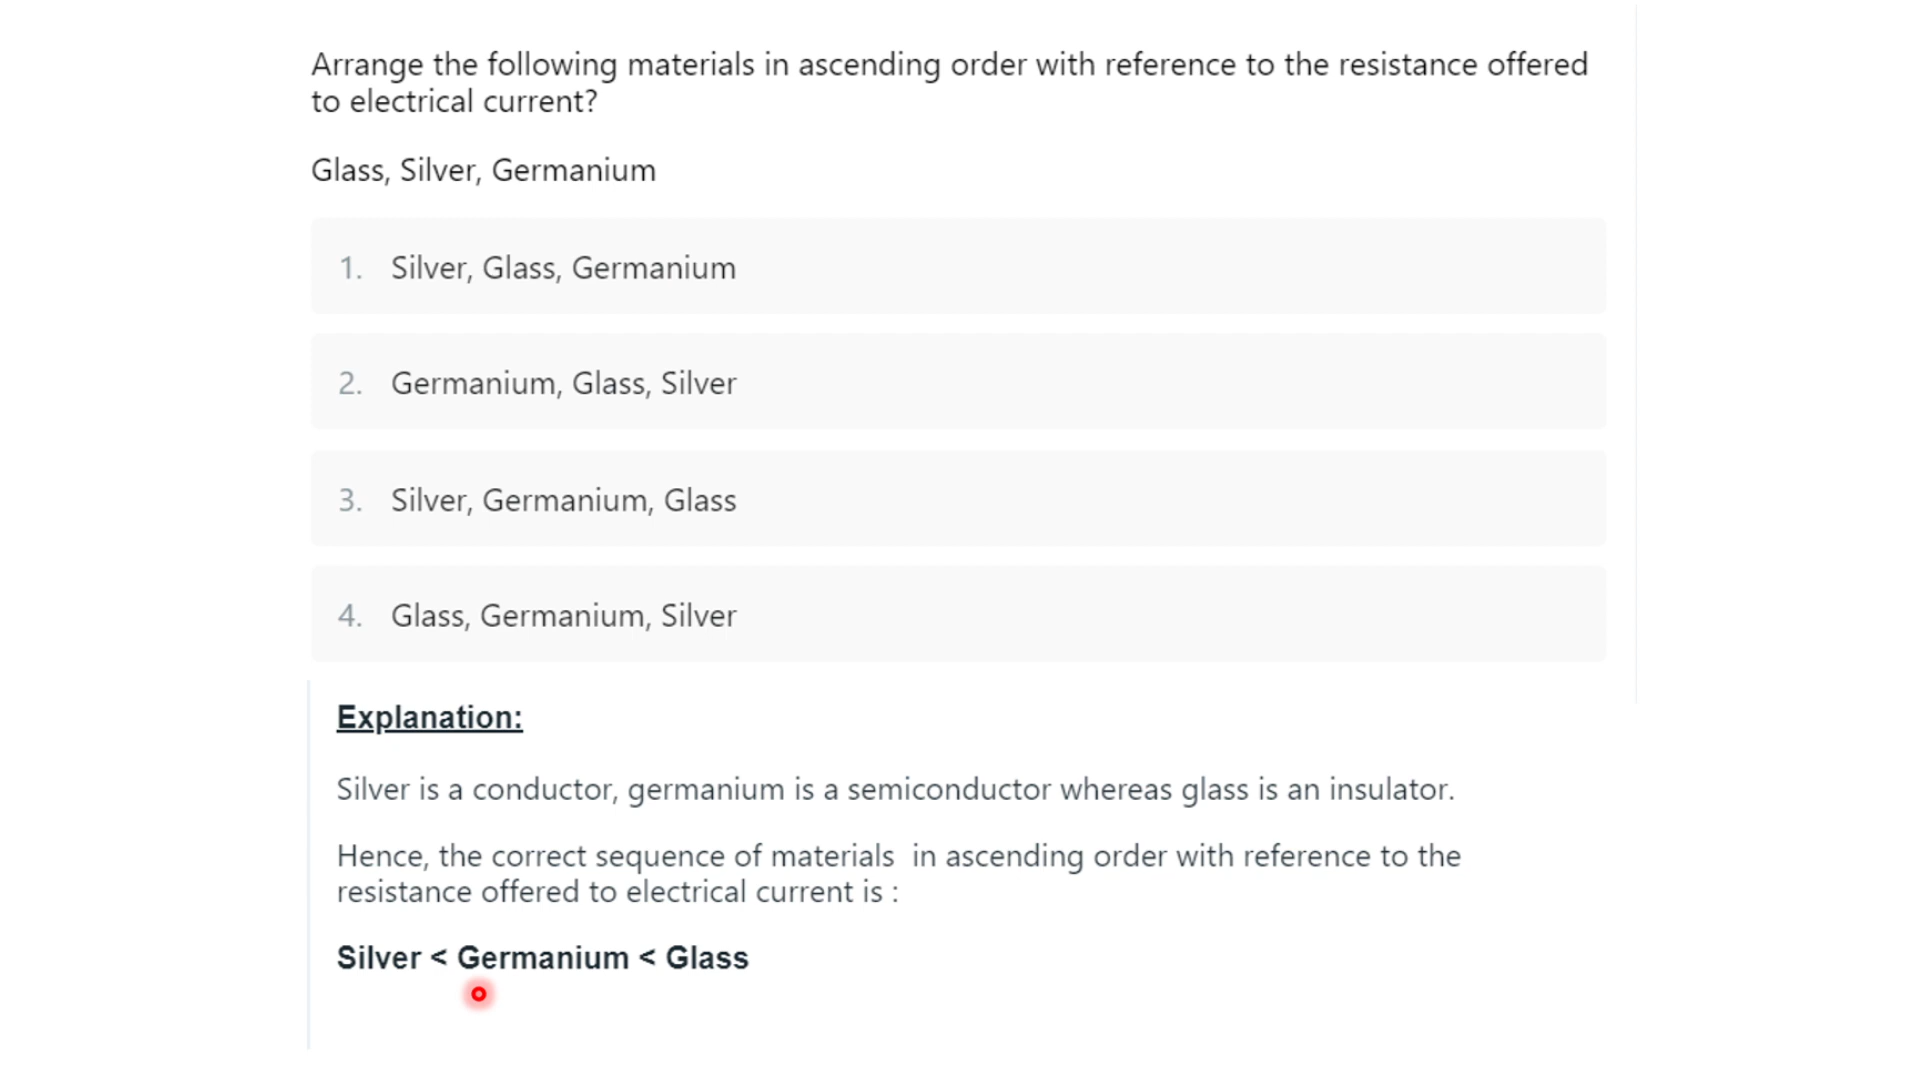 Arrange the following materials in ascending order with reference to the resistance offered
to electrical current?
Glass, Silver, Germanium
1. Silver, Glass, Germanium
2. Germanium, Glass, Silver
3. Silver, Germanium, Glass
4. Glass, Germanium, Silver
Explanation:
Silver is a conductor, germanium is a semiconductor whereas glass is an insulator.
Hence, the correct sequence of materials  in ascending order with reference to the
resistance offered to electrical current is :
Silver < Germanium < Glass